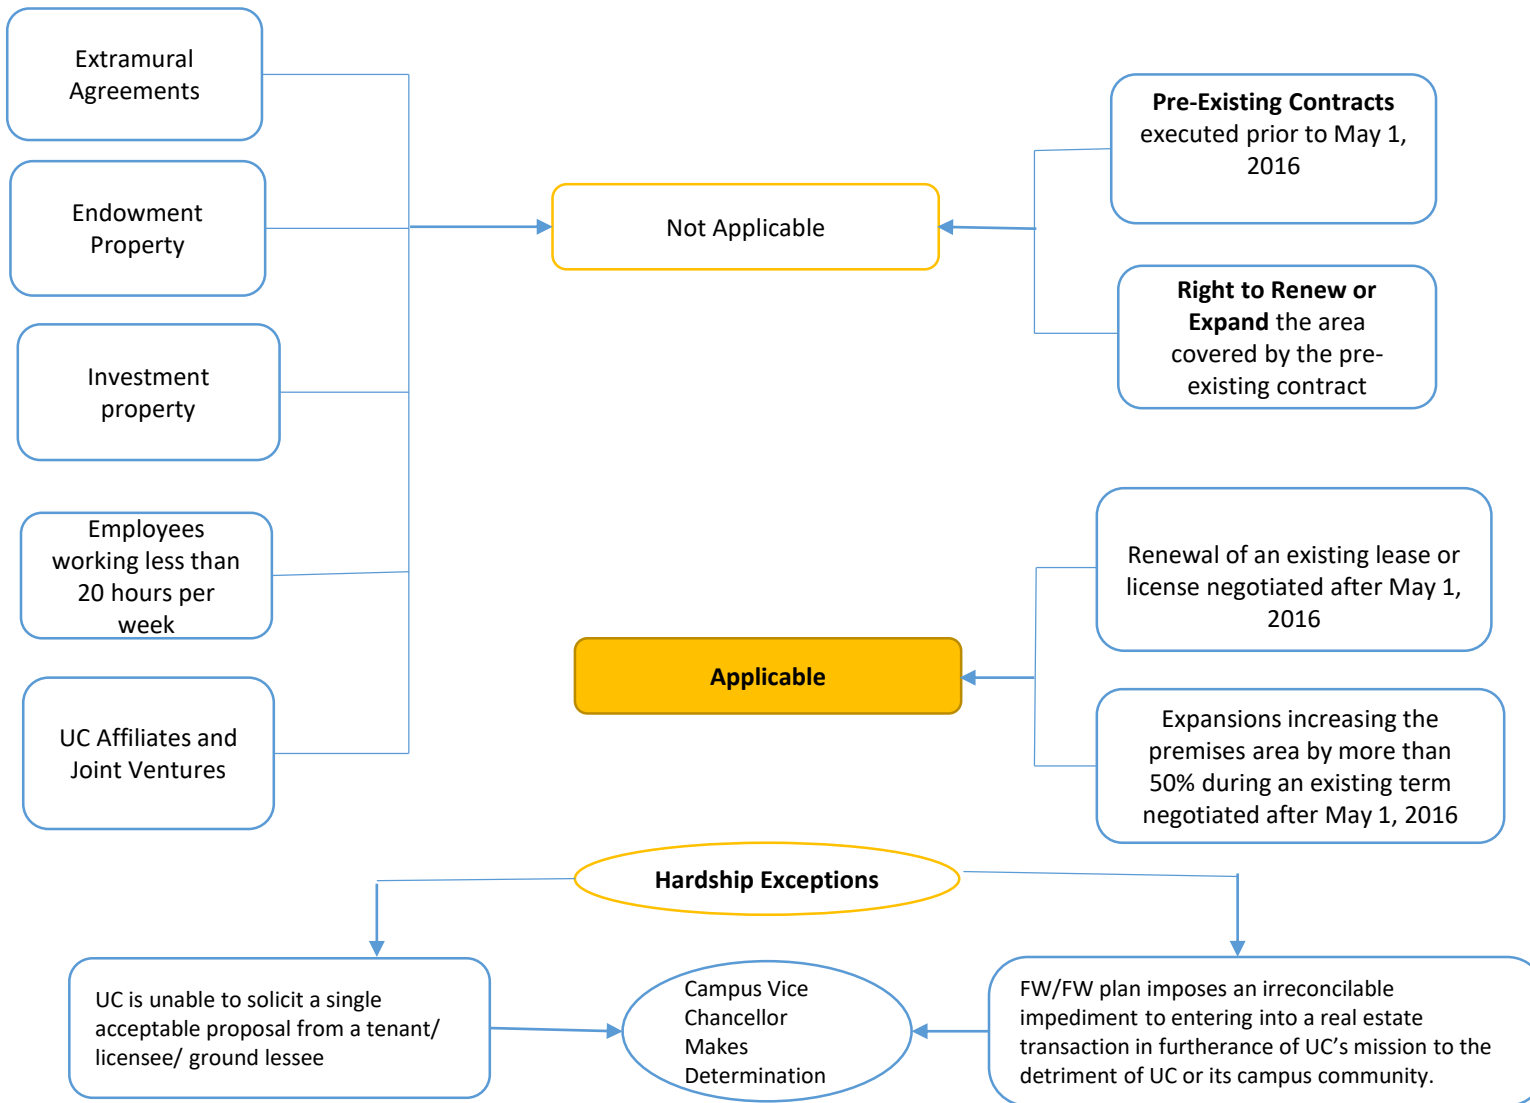 Extramural
Agreements
Endowment
Property
Investment
property
Employees
working less than
20 hours per
week
UC Affiliates and
Joint Ventures
Not Applicable
Pre-Existing Contracts
executed prior to May 1,
2016
Right to Renew or
Expand the area
covered by the pre-
existing contract
Applicable
Renewal of an existing lease or
license negotiated after May 1,
2016
Expansions increasing the
premises area by more than
50% during an existing term
negotiated after May 1, 2016
Hardship Exceptions
UC is unable to solicit a single
acceptable proposal from a tenant/
licensee/ ground lessee
Campus Vice
Chancellor
Makes
Determination
FW/FW plan imposes an irreconcilable
impediment to entering into a real estate
transaction in furtherance of UC’s mission to the
detriment of UC or its campus community.